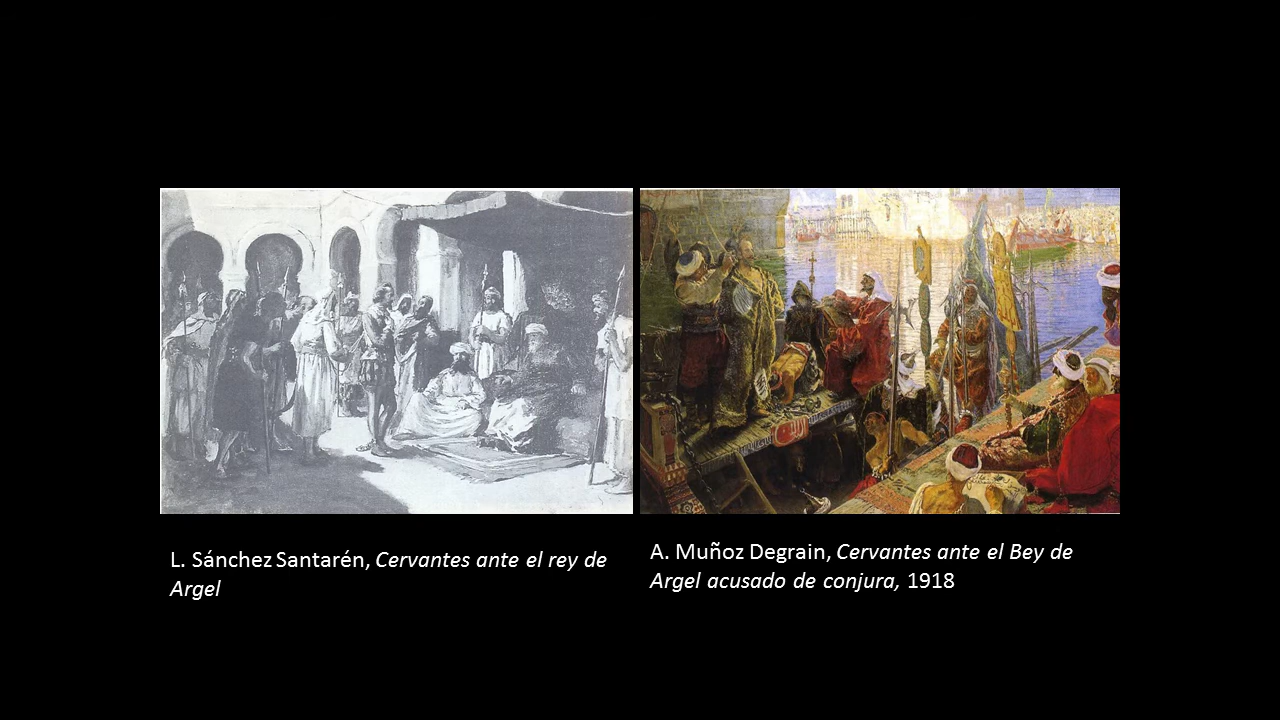 L. Sánchez Santarén, Cervantes ante el rey de
Argel
A. Muñoz Degrain, Cervantes ante el Bey de
Argel acusado de conjura, 1918